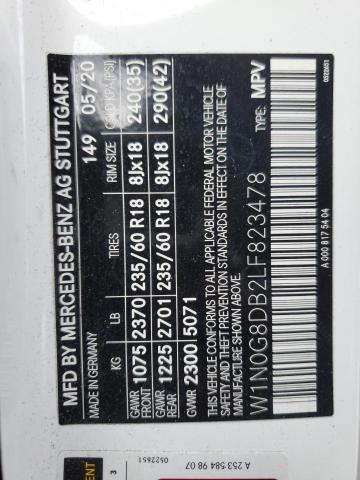 MFD BY MERCEDES-BENZ AG STUTTGART
MADE IN GERMANY 149 05/20
KG LB TIRES RIM SIZE COLD KPA (PSI)
GAWR FRONT 1075 2370 235/60 R18 8Jx18 240(35)
GAWR REAR 1225 2701 235/60 R18 8Jx18 290(42)
GVWR 2300 5071
THIS VEHICLE CONFORMS TO ALL APPLICABLE FEDERAL MOTOR VEHICLE
SAFETY AND THEFT PREVENTION STANDARDS IN EFFECT ON THE DATE OF
MANUFACTURE SHOWN ABOVE.
W1N0G8DB2LF823478 TYPE: MPV
A 000 817 54 04
0522651
A 253 584 98 07
0522651
3